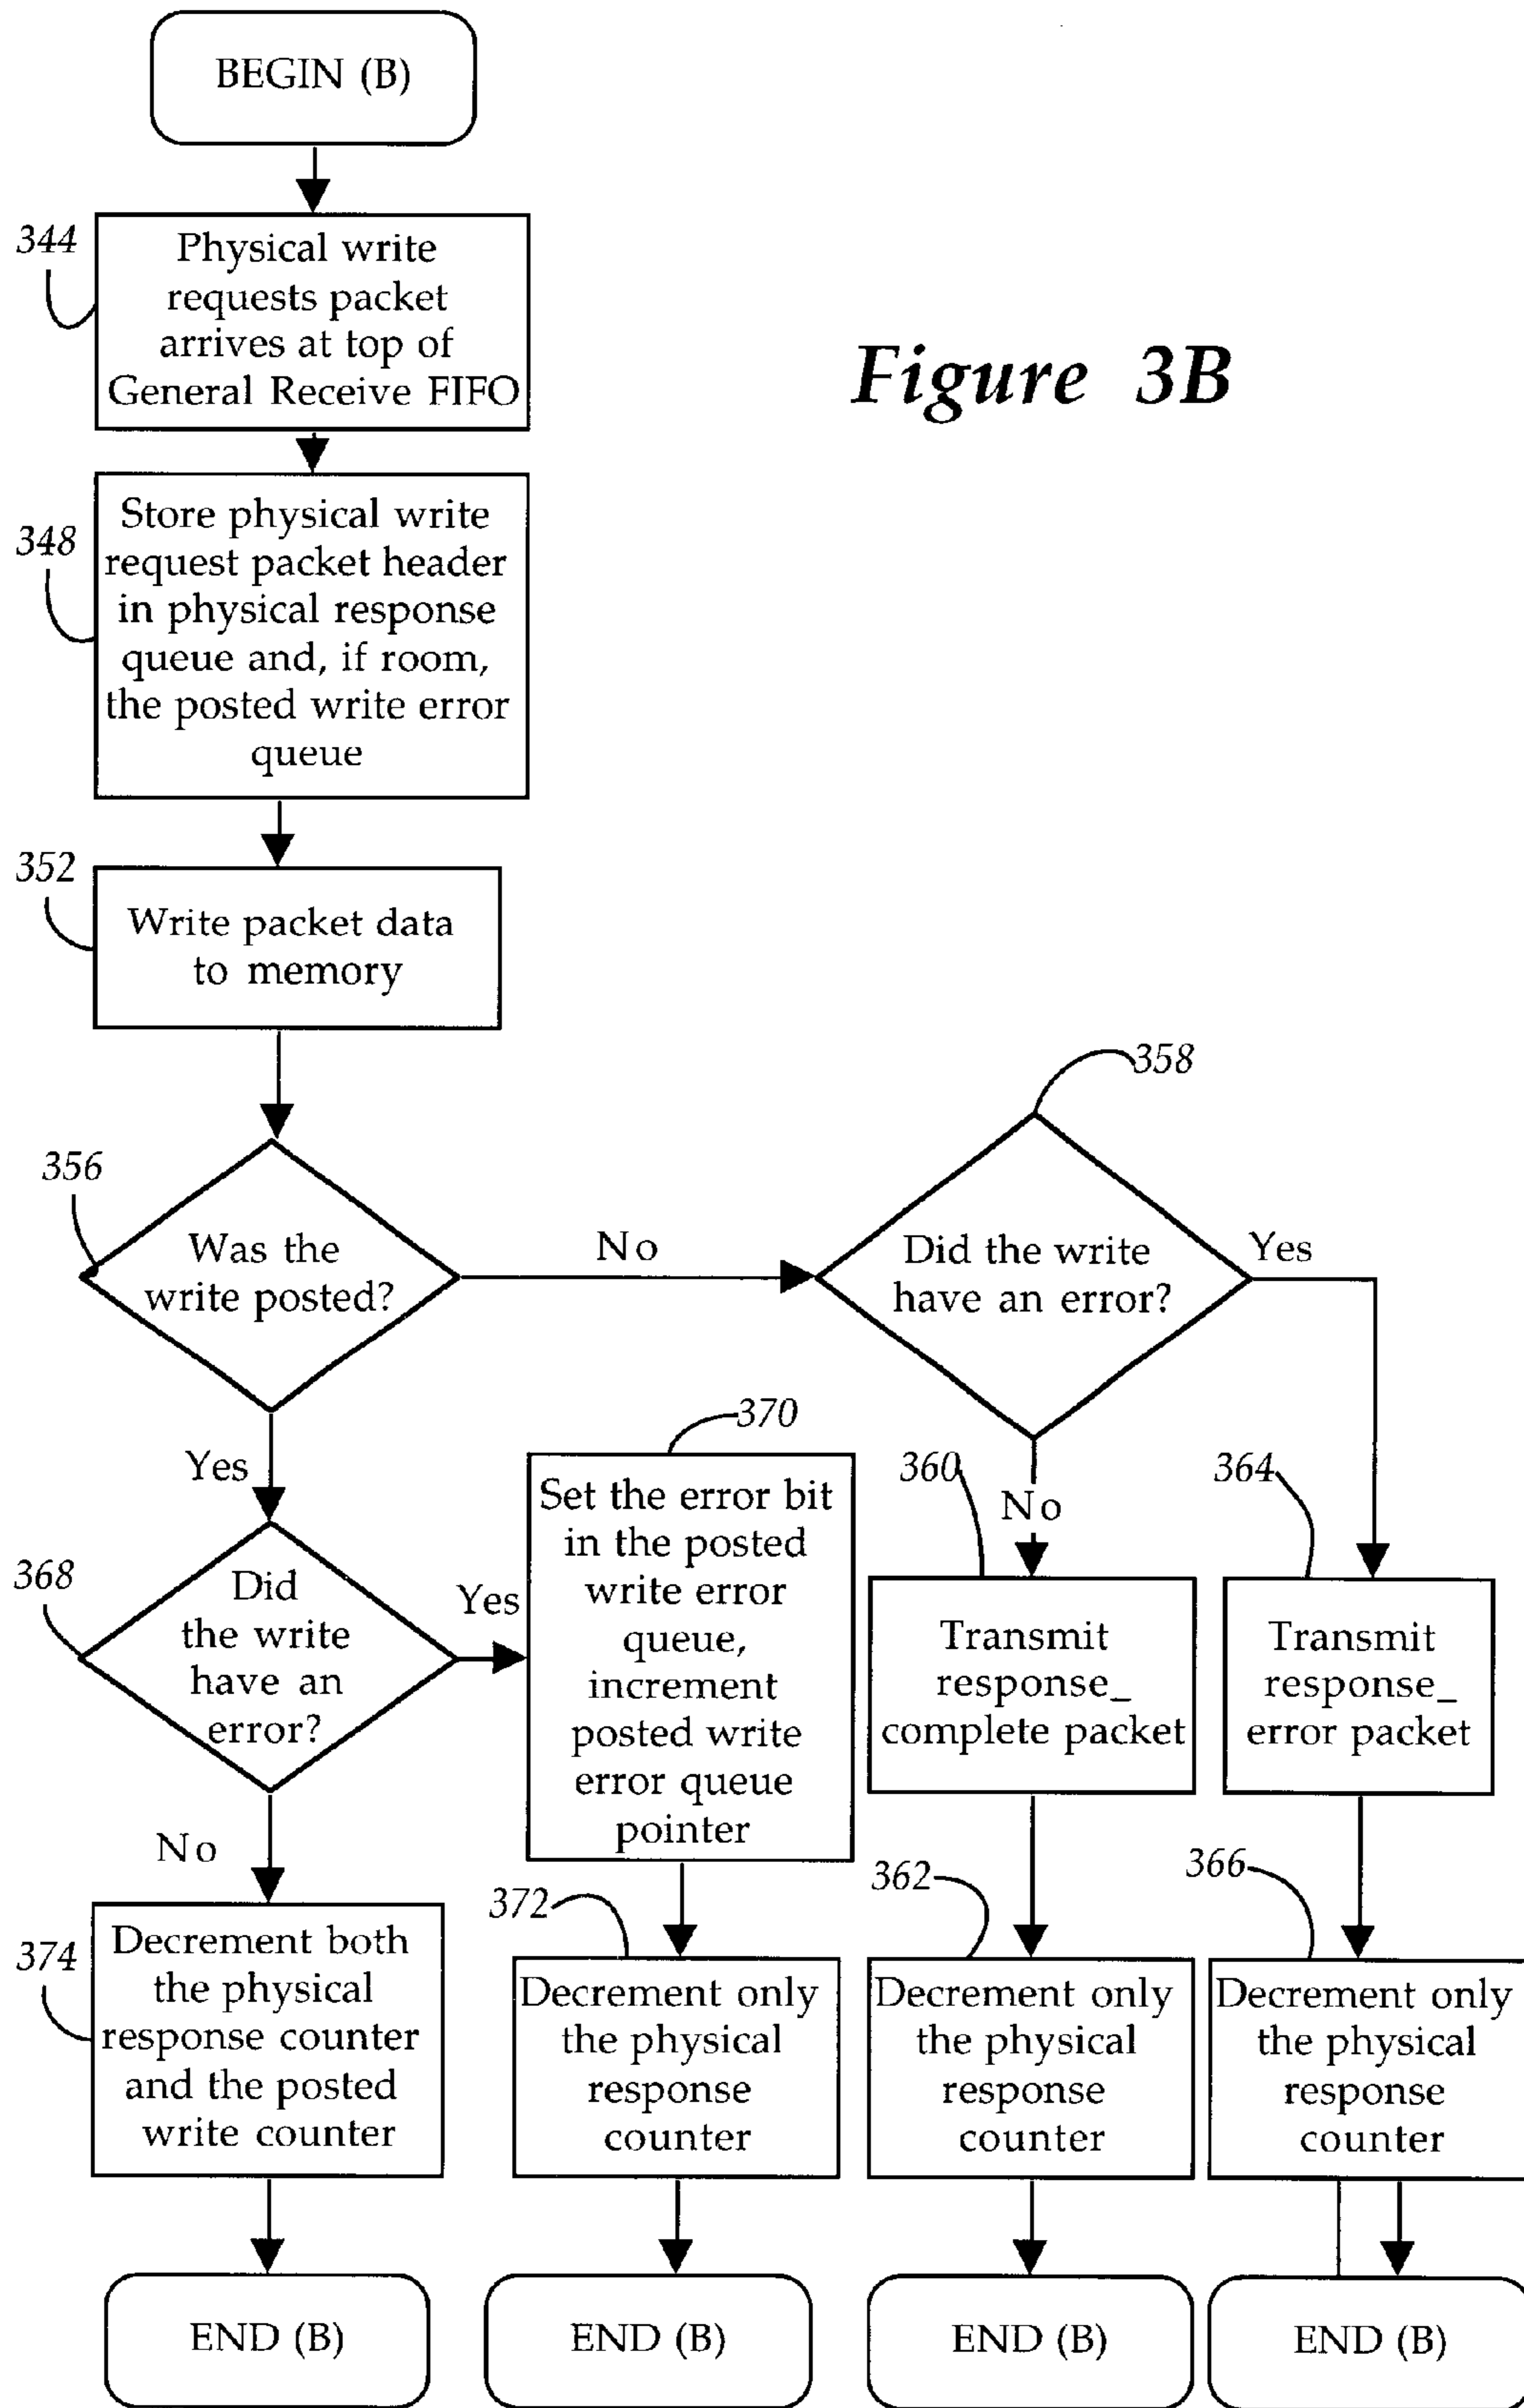 BEGIN (B)
344
Physical write
requests packet
arrives at top of
General Receive FIFO
Figure 3B
348
Store physical write
request packet header
in physical response
queue and, if room,
the posted write error
queue
352
Write packet data
to memory
356
Was the
write posted?
No
358
Did the write
have an error?
Yes
Yes
368
Did
the write
have an
error?
Yes
370
Set the error bit
in the posted
write error
queue,
increment
posted write
error queue
pointer
No
360
Transmit
response_
complete packet
364
Transmit
response_
error packet
No
374
Decrement both
the physical
response counter
and the posted
write counter
372
Decrement only
the physical
response
counter
362
Decrement only
the physical
response
counter
366
Decrement only
the physical
response
counter
END (B)
END (B)
END (B)
END (B)